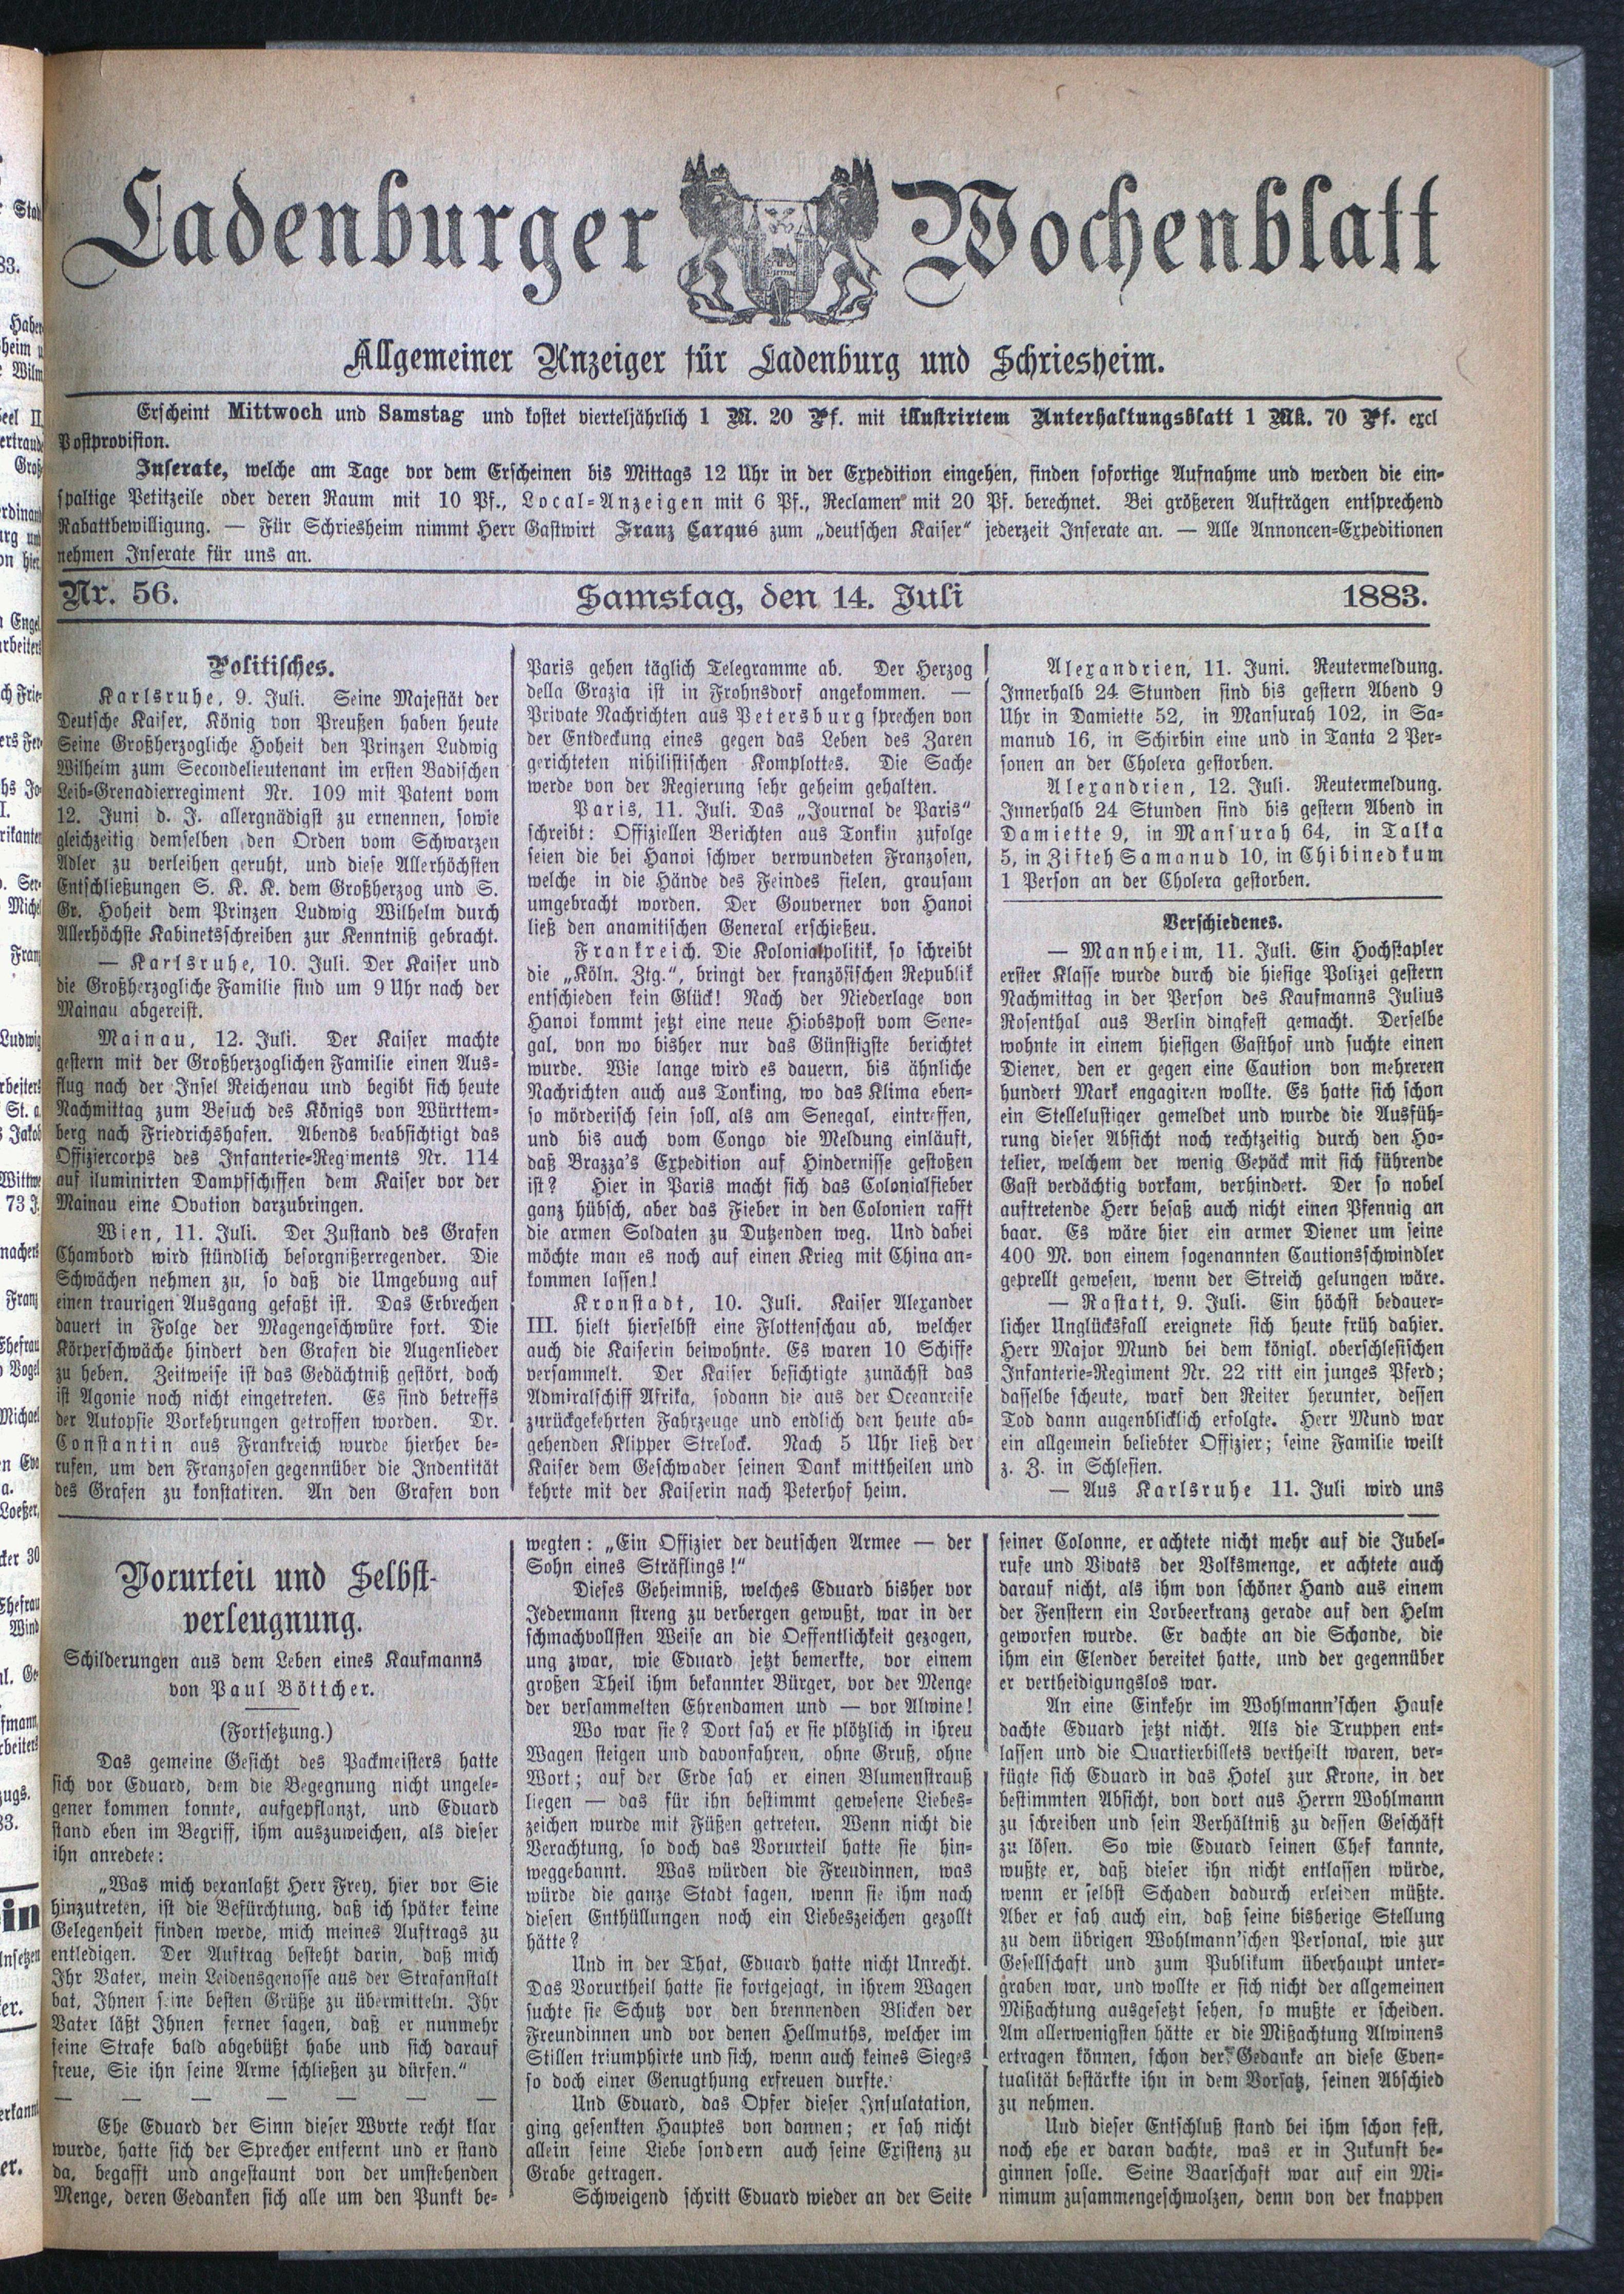 Ladenburger Wochenblatt
Allgemeiner Anzeiger für Ladenburg und Schriesheim.
Erscheint Mittwoch und Samstag und kostet vierteljährlich 1 M. 20 Pf. mit illustrirtem Unterhaltungsblatt 1 Mk. 70 Pf. excl
Postprovision.
Inserate, welche am Tage vor dem Erscheinen bis Mittags 12 Uhr in der Expedition eingehen, finden sofortige Aufnahme und werden die ein-
spaltige Petitzeile oder deren Raum mit 10 Pf., Local-Anzeigen mit 6 Pf., Reclamen mit 20 Pf. berechnet. Bei größeren Aufträgen entsprechend
Rabattbewilligung. — Für Schriesheim nimmt Herr Gastwirt Franz Carqué zum „deutschen Kaiser“ jederzeit Inserate an. — Alle Annoncen-Expeditionen
nehmen Inserate für uns an.
Nr. 56. Samstag, den 14. Juli 1883.
Politisches.
Karlsruhe, 9. Juli. Seine Majestät der
Deutsche Kaiser, König von Preußen haben heute
Seine Großherzogliche Hoheit den Prinzen Ludwig
Wilhelm zum Secondelieutenant im ersten Badischen
Leib-Grenadierregiment Nr. 109 mit Patent vom
12. Juni d. J. allergnädigst zu ernennen, sowie
gleichzeitig demselben den Orden vom Schwarzen
Adler zu verleihen geruht, und diese Allerhöchsten
Entschließungen S. K. K. dem Großherzog und S.
Gr. Hoheit dem Prinzen Ludwig Wilhelm durch
Allerhöchste Kabinetsschreiben zur Kenntniß gebracht.
— Karlsruhe, 10. Juli. Der Kaiser und
die Großherzogliche Familie sind um 9 Uhr nach der
Mainau abgereist.
Mainau, 12. Juli. Der Kaiser machte
gestern mit der Großherzoglichen Familie einen Aus-
flug nach der Insel Reichenau und begibt sich heute
Nachmittag zum Besuch des Königs von Württem-
berg nach Friedrichshafen. Abends beabsichtigt das
Offiziercorps des Infanterie-Regiments Nr. 114
auf iluminirten Dampfschiffen dem Kaiser vor der
Mainau eine Ovation darzubringen.
Wien, 11. Juli. Der Zustand des Grafen
Chambord wird stündlich besorgnißerregender. Die
Schwächen nehmen zu, so daß die Umgebung auf
einen traurigen Ausgang gefaßt ist. Das Erbrechen
dauert in Folge der Magengeschwüre fort. Die
Körperschwäche hindert den Grafen die Augenlieder
zu heben. Zeitweise ist das Gedächtniß gestört, doch
ist Agonie noch nicht eingetreten. Es sind betreffs
der Autopsie Vorkehrungen getroffen worden. Dr.
Constantin aus Frankreich wurde hierher be-
rufen, um den Franzosen gegennüber die Indentität
des Grafen zu konstatiren. An den Grafen von
Paris gehen täglich Telegramme ab. Der Herzog
della Grazia ist in Frohnsdorf angekommen. —
Private Nachrichten aus Petersburg sprechen von
der Entdeckung eines gegen das Leben des Zaren
gerichteten nihilistischen Komplottes. Die Sache
werde von der Regierung sehr geheim gehalten.
Paris, 11. Juli. Das „Journal de Paris“
schreibt: Offiziellen Berichten aus Tonkin zufolge
seien die bei Hanoi schwer verwundeten Franzosen,
welche in die Hände des Feindes fielen, grausam
umgebracht worden. Der Gouverner von Hanoi
ließ den anamitischen General erschießeu.
Frankreich. Die Kolonialpolitik, so schreibt
die „Köln. Ztg.“, bringt der französischen Republik
entschieden kein Glück! Nach der Niederlage von
Hanoi kommt jetzt eine neue Hiobspost vom Sene-
gal, von wo bisher nur das Günstigste berichtet
wurde. Wie lange wird es dauern, bis ähnliche
Nachrichten auch aus Tonking, wo das Klima eben-
so mörderisch sein soll, als am Senegal, eintreffen,
und bis auch vom Congo die Meldung einläuft,
daß Brazza's Expedition auf Hindernisse gestoßen
ist? Hier in Paris macht sich das Colonialfieber
ganz hübsch, aber das Fieber in den Colonien rafft
die armen Soldaten zu Dutzenden weg. Und dabei
möchte man es noch auf einen Krieg mit China an-
kommen lassen!
Kronstadt, 10. Juli. Kaiser Alexander
III. hielt hierselbst eine Flottenschau ab, welcher
auch die Kaiserin beiwohnte. Es waren 10 Schiffe
versammelt. Der Kaiser besichtigte zunächst das
Admiralschiff Afrika, sodann die aus der Oceanreise
zurückgekehrten Fahrzeuge und endlich den heute ab-
gehenden Klipper Strelock. Nach 5 Uhr ließ der
Kaiser dem Geschwader seinen Dank mittheilen und
kehrte mit der Kaiserin nach Peterhof heim.
Alexandrien, 11. Juni. Reutermeldung.
Innerhalb 24 Stunden sind bis gestern Abend 9
Uhr in Damiette 52, in Mansurah 102, in Sa-
manud 16, in Schirbin eine und in Tanta 2 Per-
sonen an der Cholera gestorben.
Alexandrien, 12. Juli. Reutermeldung.
Innerhalb 24 Stunden sind bis gestern Abend in
Damiette 9, in Mansurah 64, in Talka
5, in Zifteh Samanud 10, in Chibinedkum
1 Person an der Cholera gestorben.
Verschiedenes.
— Mannheim, 11. Juli. Ein Hochstapler
erster Klasse wurde durch die hiesige Polizei gestern
Nachmittag in der Person des Kaufmanns Julius
Rosenthal aus Berlin dingfest gemacht. Derselbe
wohnte in einem hiesigen Gasthof und suchte einen
Diener, den er gegen eine Caution von mehreren
hundert Mark engagiren wollte. Es hatte sich schon
ein Stellelustiger gemeldet und wurde die Ausfüh-
rung dieser Absicht noch rechtzeitig durch den Ho-
telier, welchem der wenig Gepäck mit sich führende
Gast verdächtig vorkam, verhindert. Der so nobel
auftretende Herr besaß auch nicht einen Pfennig an
baar. Es wäre hier ein armer Diener um seine
400 M. von einem sogenannten Cautionsschwindler
geprellt gewesen, wenn der Streich gelungen wäre.
— Rastatt, 9. Juli. Ein höchst bedauer-
licher Unglücksfall ereignete sich heute früh dahier.
Herr Major Mund bei dem königl. oberschlesischen
Infanterie-Regiment Nr. 22 ritt ein junges Pferd;
dasselbe scheute, warf den Reiter herunter, dessen
Tod dann augenblicklich erfolgte. Herr Mund war
ein allgemein beliebter Offizier; seine Familie weilt
z. Z. in Schlesien.
— Aus Karlsruhe 11. Juli wird uns
Vorurteil und Selbst-
verleugnung.
Schilderungen aus dem Leben eines Kaufmanns
von Paul Böttcher.
(Fortsetzung.)
Das gemeine Gesicht des Packmeisters hatte
sich vor Eduard, dem die Begegnung nicht ungele-
gener kommen konnte, aufgepflanzt, und Eduard
stand eben im Begriff, ihm auszuweichen, als dieser
ihn anredete:
„Was mich veranlaßt Herr Frey, hier vor Sie
hinzutreten, ist die Befürchtung, daß ich später keine
Gelegenheit finden werde, mich meines Auftrags zu
entledigen. Der Auftrag besteht darin, daß mich
Ihr Vater, mein Leidensgenosse aus der Strafanstalt
bat, Ihnen seine besten Grüße zu übermitteln. Ihr
Vater läßt Ihnen ferner sagen, daß er nunmehr
seine Strafe bald abgebüßt habe und sich darauf
freue, Sie ihn seine Arme schließen zu dürfen.“
— — — — — — —
Ehe Eduard der Sinn dieser Worte recht klar
wurde, hatte sich der Sprecher entfernt und er stand
da, begafft und angestaunt von der umstehenden
Menge, deren Gedanken sich alle um den Punkt be-
wegten: „Ein Offizier der deutschen Armee — der
Sohn eines Sträflings!“
Dieses Geheimniß, welches Eduard bisher vor
Jedermann streng zu verbergen gewußt, war in der
schmachvollsten Weise an die Oeffentlichkeit gezogen,
ung zwar, wie Eduard jetzt bemerkte, vor einem
großen Theil ihm bekannter Bürger, vor der Menge
der versammelten Ehrendamen und — vor Alwine!
Wo war sie? Dort sah er sie plötzlich in ihreu
Wagen steigen und davonfahren, ohne Gruß, ohne
Wort; auf der Erde sah er einen Blumenstrauß
liegen — das für ihn bestimmt gewesene Liebes-
zeichen wurde mit Füßen getreten. Wenn nicht die
Verachtung, so doch das Vorurteil hatte sie hin-
weggebannt. Was würden die Freudinnen, was
würde die ganze Stadt sagen, wenn sie ihm nach
diesen Enthüllungen noch ein Liebeszeichen gezollt
hätte?
Und in der That, Eduard hatte nicht Unrecht.
Das Vorurtheil hatte sie fortgejagt, in ihrem Wagen
suchte sie Schutz vor den brennenden Blicken der
Freundinnen und vor denen Hellmuths, welcher im
Stillen triumphirte und sich, wenn auch keines Sieges
so doch einer Genugthung erfreuen durfte.
Und Eduard, das Opfer dieser Insulatation,
ging gesenkten Hauptes von dannen; er sah nicht
allein seine Liebe sondern auch seine Existenz zu
Grabe getragen.
Schweigend schritt Eduard wieder an der Seite
seiner Colonne, er achtete nicht mehr auf die Jubel-
rufe und Vivats der Volksmenge, er achtete auch
darauf nicht, als ihm von schöner Hand aus einem
der Fenstern ein Lorbeerkranz gerade auf den Helm
geworfen wurde. Er dachte an die Schande, die
ihm ein Elender bereitet hatte, und der gegennüber
er vertheidigungslos war.
An eine Einkehr im Wohlmann'schen Hause
dachte Eduard jetzt nicht. Als die Truppen ent-
lassen und die Quartierbillets vertheilt waren, ver-
fügte sich Eduard in das Hotel zur Krone, in der
bestimmten Absicht, von dort aus Herrn Wohlmann
zu schreiben und sein Verhältniß zu dessen Geschäft
zu lösen. So wie Eduard seinen Chef kannte,
wußte er, daß dieser ihn nicht entlassen würde,
wenn er selbst Schaden dadurch erleiden müßte.
Aber er sah auch ein, daß seine bisherige Stellung
zu dem übrigen Wohlmann'schen Personal, wie zur
Gesellschaft und zum Publikum überhaupt unter-
graben war, und wollte er sich nicht der allgemeinen
Mißachtung ausgesetzt sehen, so mußte er scheiden.
Am allerwenigsten hätte er die Mißachtung Alwinens
ertragen können, schon der Gedanke an diese Even-
tualität bestärkte ihn in dem Vorsatz, seinen Abschied
zu nehmen.
Und dieser Entschluß stand bei ihm schon fest,
noch ehe er daran dachte, was er in Zukunft be-
ginnen solle. Seine Baarschaft war auf ein Mi-
nimum zusammengeschmolzen, denn von der knappen